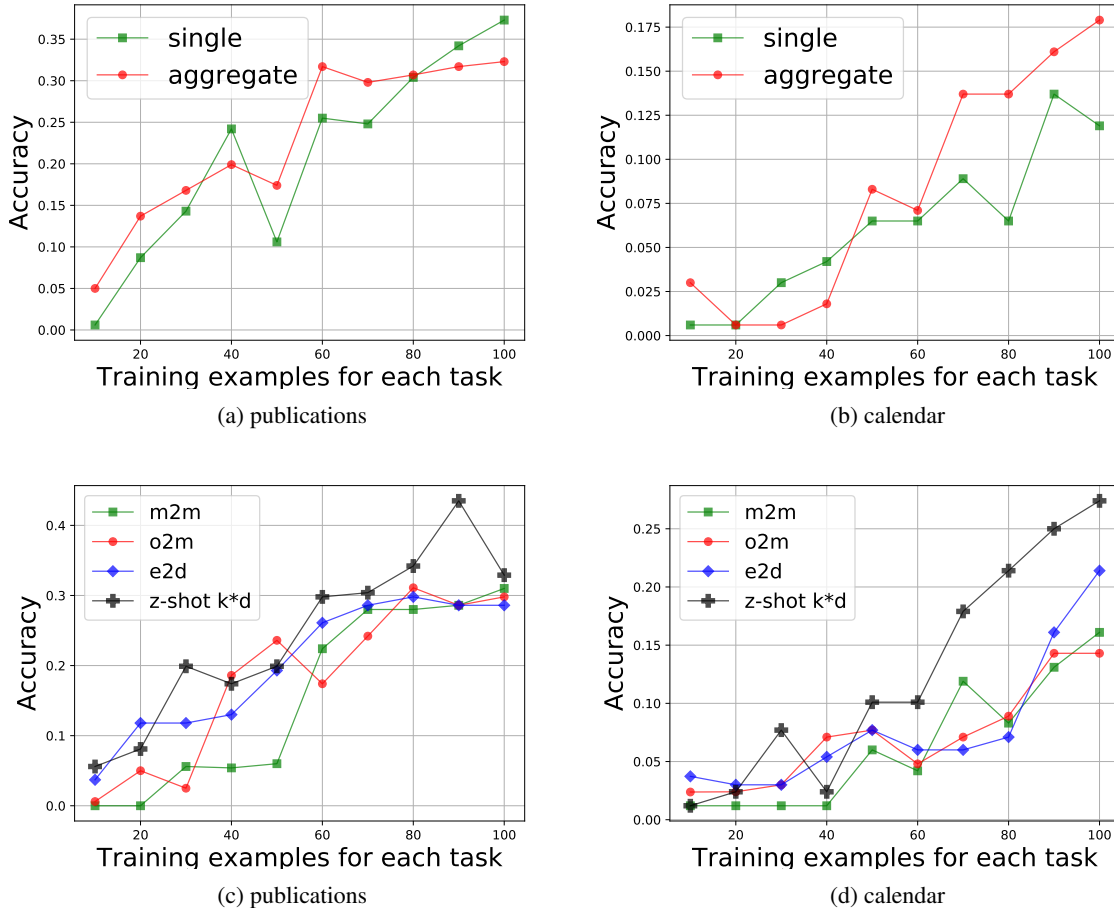 single
aggregate
0.35
0.30
0.25
0.20
0.15
0.10
0.05
0.00
Accuracy
20 40 60 80 100
Training examples for each task
(a) publications
single
aggregate
0.175
0.150
0.125
0.100
0.075
0.050
0.025
0.000
Accuracy
20 40 60 80 100
Training examples for each task
(b) calendar
m2m
o2m
e2d
z-shot k*d
0.4
0.3
0.2
0.1
0.0
Accuracy
20 40 60 80 100
Training examples for each task
(c) publications
m2m
o2m
e2d
z-shot k*d
0.25
0.20
0.15
0.10
0.05
0.00
Accuracy
20 40 60 80 100
Training examples for each task
(d) calendar